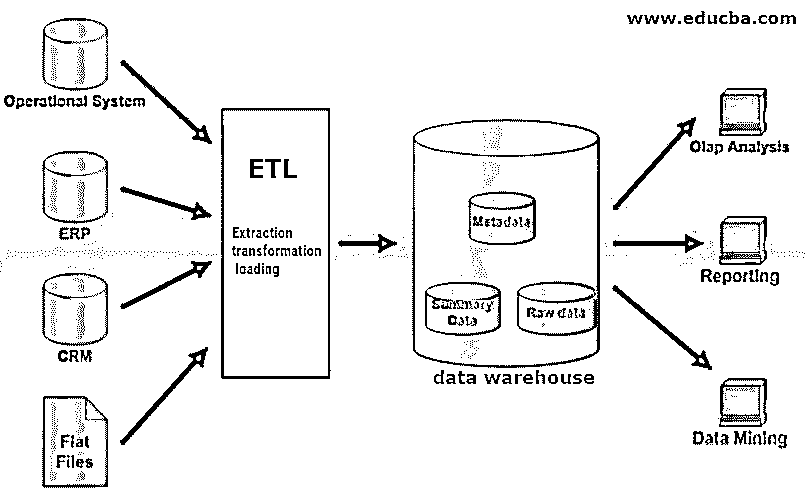 www.educba.com
Operational System
ERP
CRM
Flat
Files
ETL
Extraction
transformation
loading
Metadata
Summary
Data
Raw data
data warehouse
Olap Analysis
Reporting
Data Mining